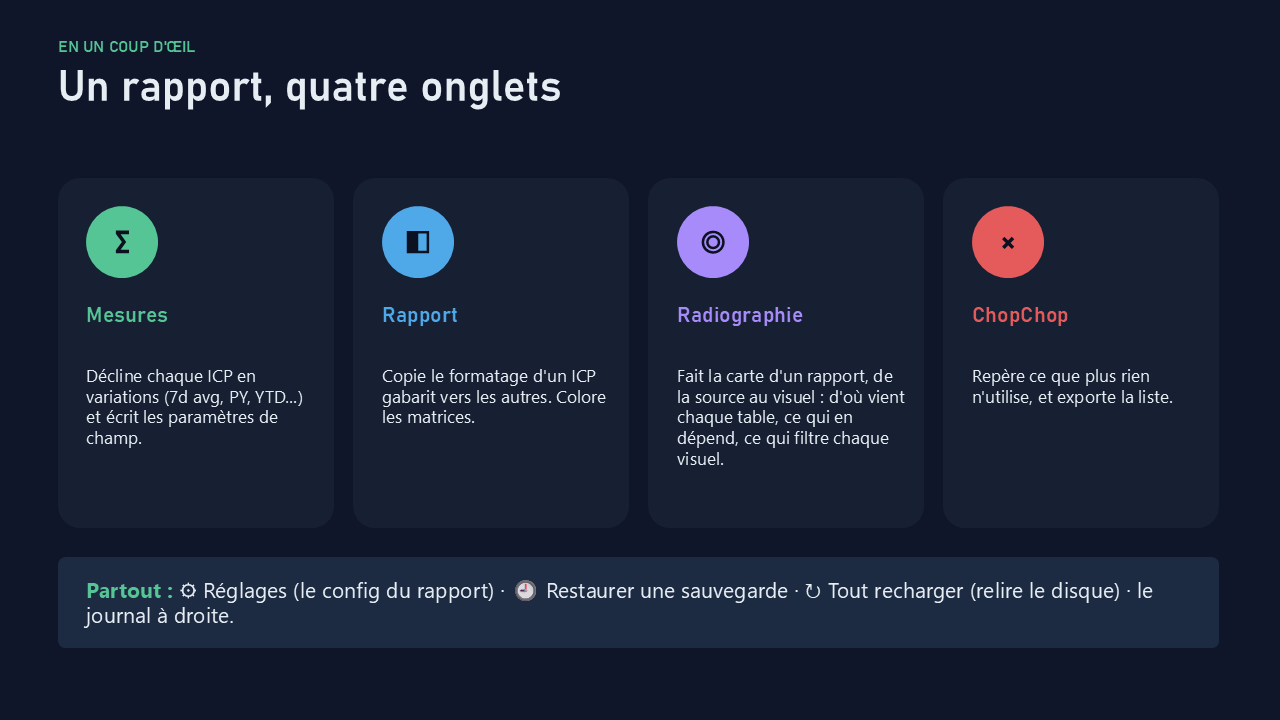 EN UN COUP D'ŒIL
Un rapport, quatre onglets
Σ
Mesures
Décline chaque ICP en
variations (7d avg, PY, YTD…)
et écrit les paramètres de
champ.
◧
Rapport
Copie le formatage d'un ICP
gabarit vers les autres. Colore
les matrices.
◎
Radiographie
Fait la carte d'un rapport, de
la source au visuel : d'où vient
chaque table, ce qui en
dépend, ce qui filtre chaque
visuel.
×
ChopChop
Repère ce que plus rien
n'utilise, et exporte la liste.
Partout : ⚙ Réglages (le config du rapport) · 🕘 Restaurer une sauvegarde · ↻ Tout recharger (relire le disque) · le
journal à droite.